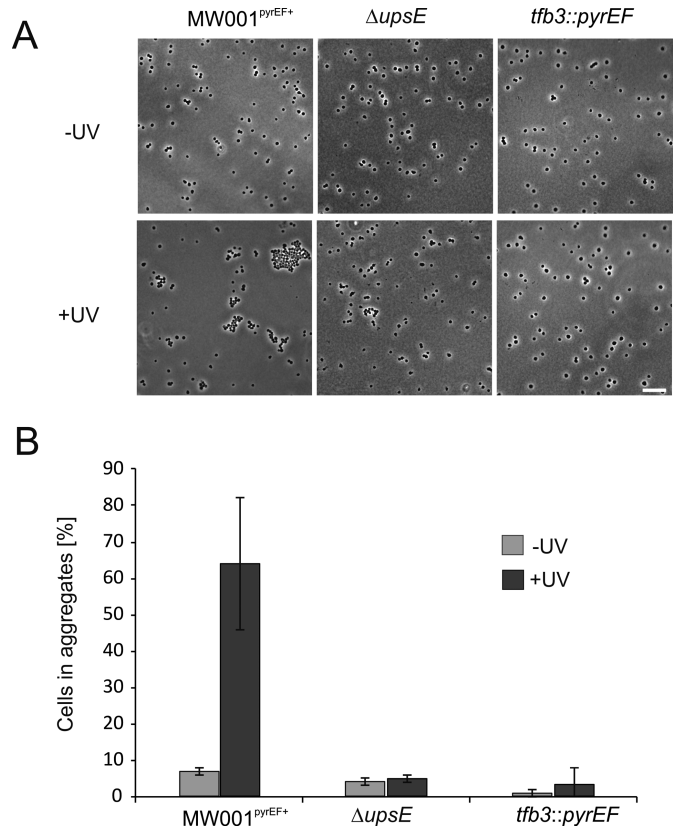 A
MW001pyrEF+ ΔupsE tfb3::pyrEF
-UV
+UV
B
Cells in aggregates [%]
90
80
70
60
50
40
30
20
10
0
-UV
+UV
MW001pyrEF+ ΔupsE tfb3::pyrEF